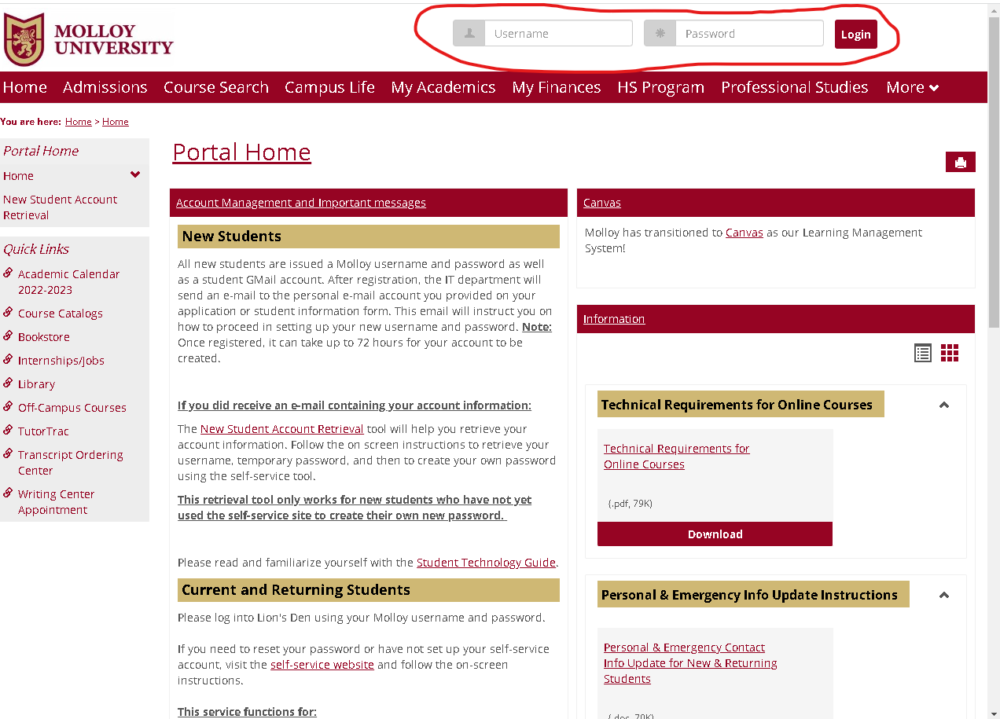 MOLLOY
UNIVERSITY
Username
Password
Login
Home Admissions Course Search Campus Life My Academics My Finances HS Program Professional Studies More
You are here: Home > Home
Portal Home
Home
New Student Account
Retrieval
Quick Links
Academic Calendar
2022-2023
Course Catalogs
Bookstore
Internships/Jobs
Library
Off-Campus Courses
TutorTrac
Transcript Ordering
Center
Writing Center
Appointment
Portal Home
Account Management and Important messages
New Students
All new students are issued a Molloy username and password as well
as a student GMail account. After registration, the IT department will
send an e-mail to the personal e-mail account you provided on your
application or student information form. This email will instruct you on
how to proceed in setting up your new username and password. Note:
Once registered, it can take up to 72 hours for your account to be
created.
If you did receive an e-mail containing your account information:
The New Student Account Retrieval tool will help you retrieve your
account information. Follow the on screen instructions to retrieve your
username, temporary password, and then to create your own password
using the self-service tool.
This retrieval tool only works for new students who have not yet
used the self-service site to create their own new password.
Please read and familiarize yourself with the Student Technology Guide.
Current and Returning Students
Please log into Lion's Den using your Molloy username and password.
If you need to reset your password or have not set up your self-service
account, visit the self-service website and follow the on-screen
instructions.
This service functions for:
Canvas
Molloy has transitioned to Canvas as our Learning Management
System!
Information
Technical Requirements for Online Courses
Technical Requirements for
Online Courses
(.pdf, 79K)
Download
Personal & Emergency Info Update Instructions
Personal & Emergency Contact
Info Update for New & Returning
Students
(.doc, 70K)